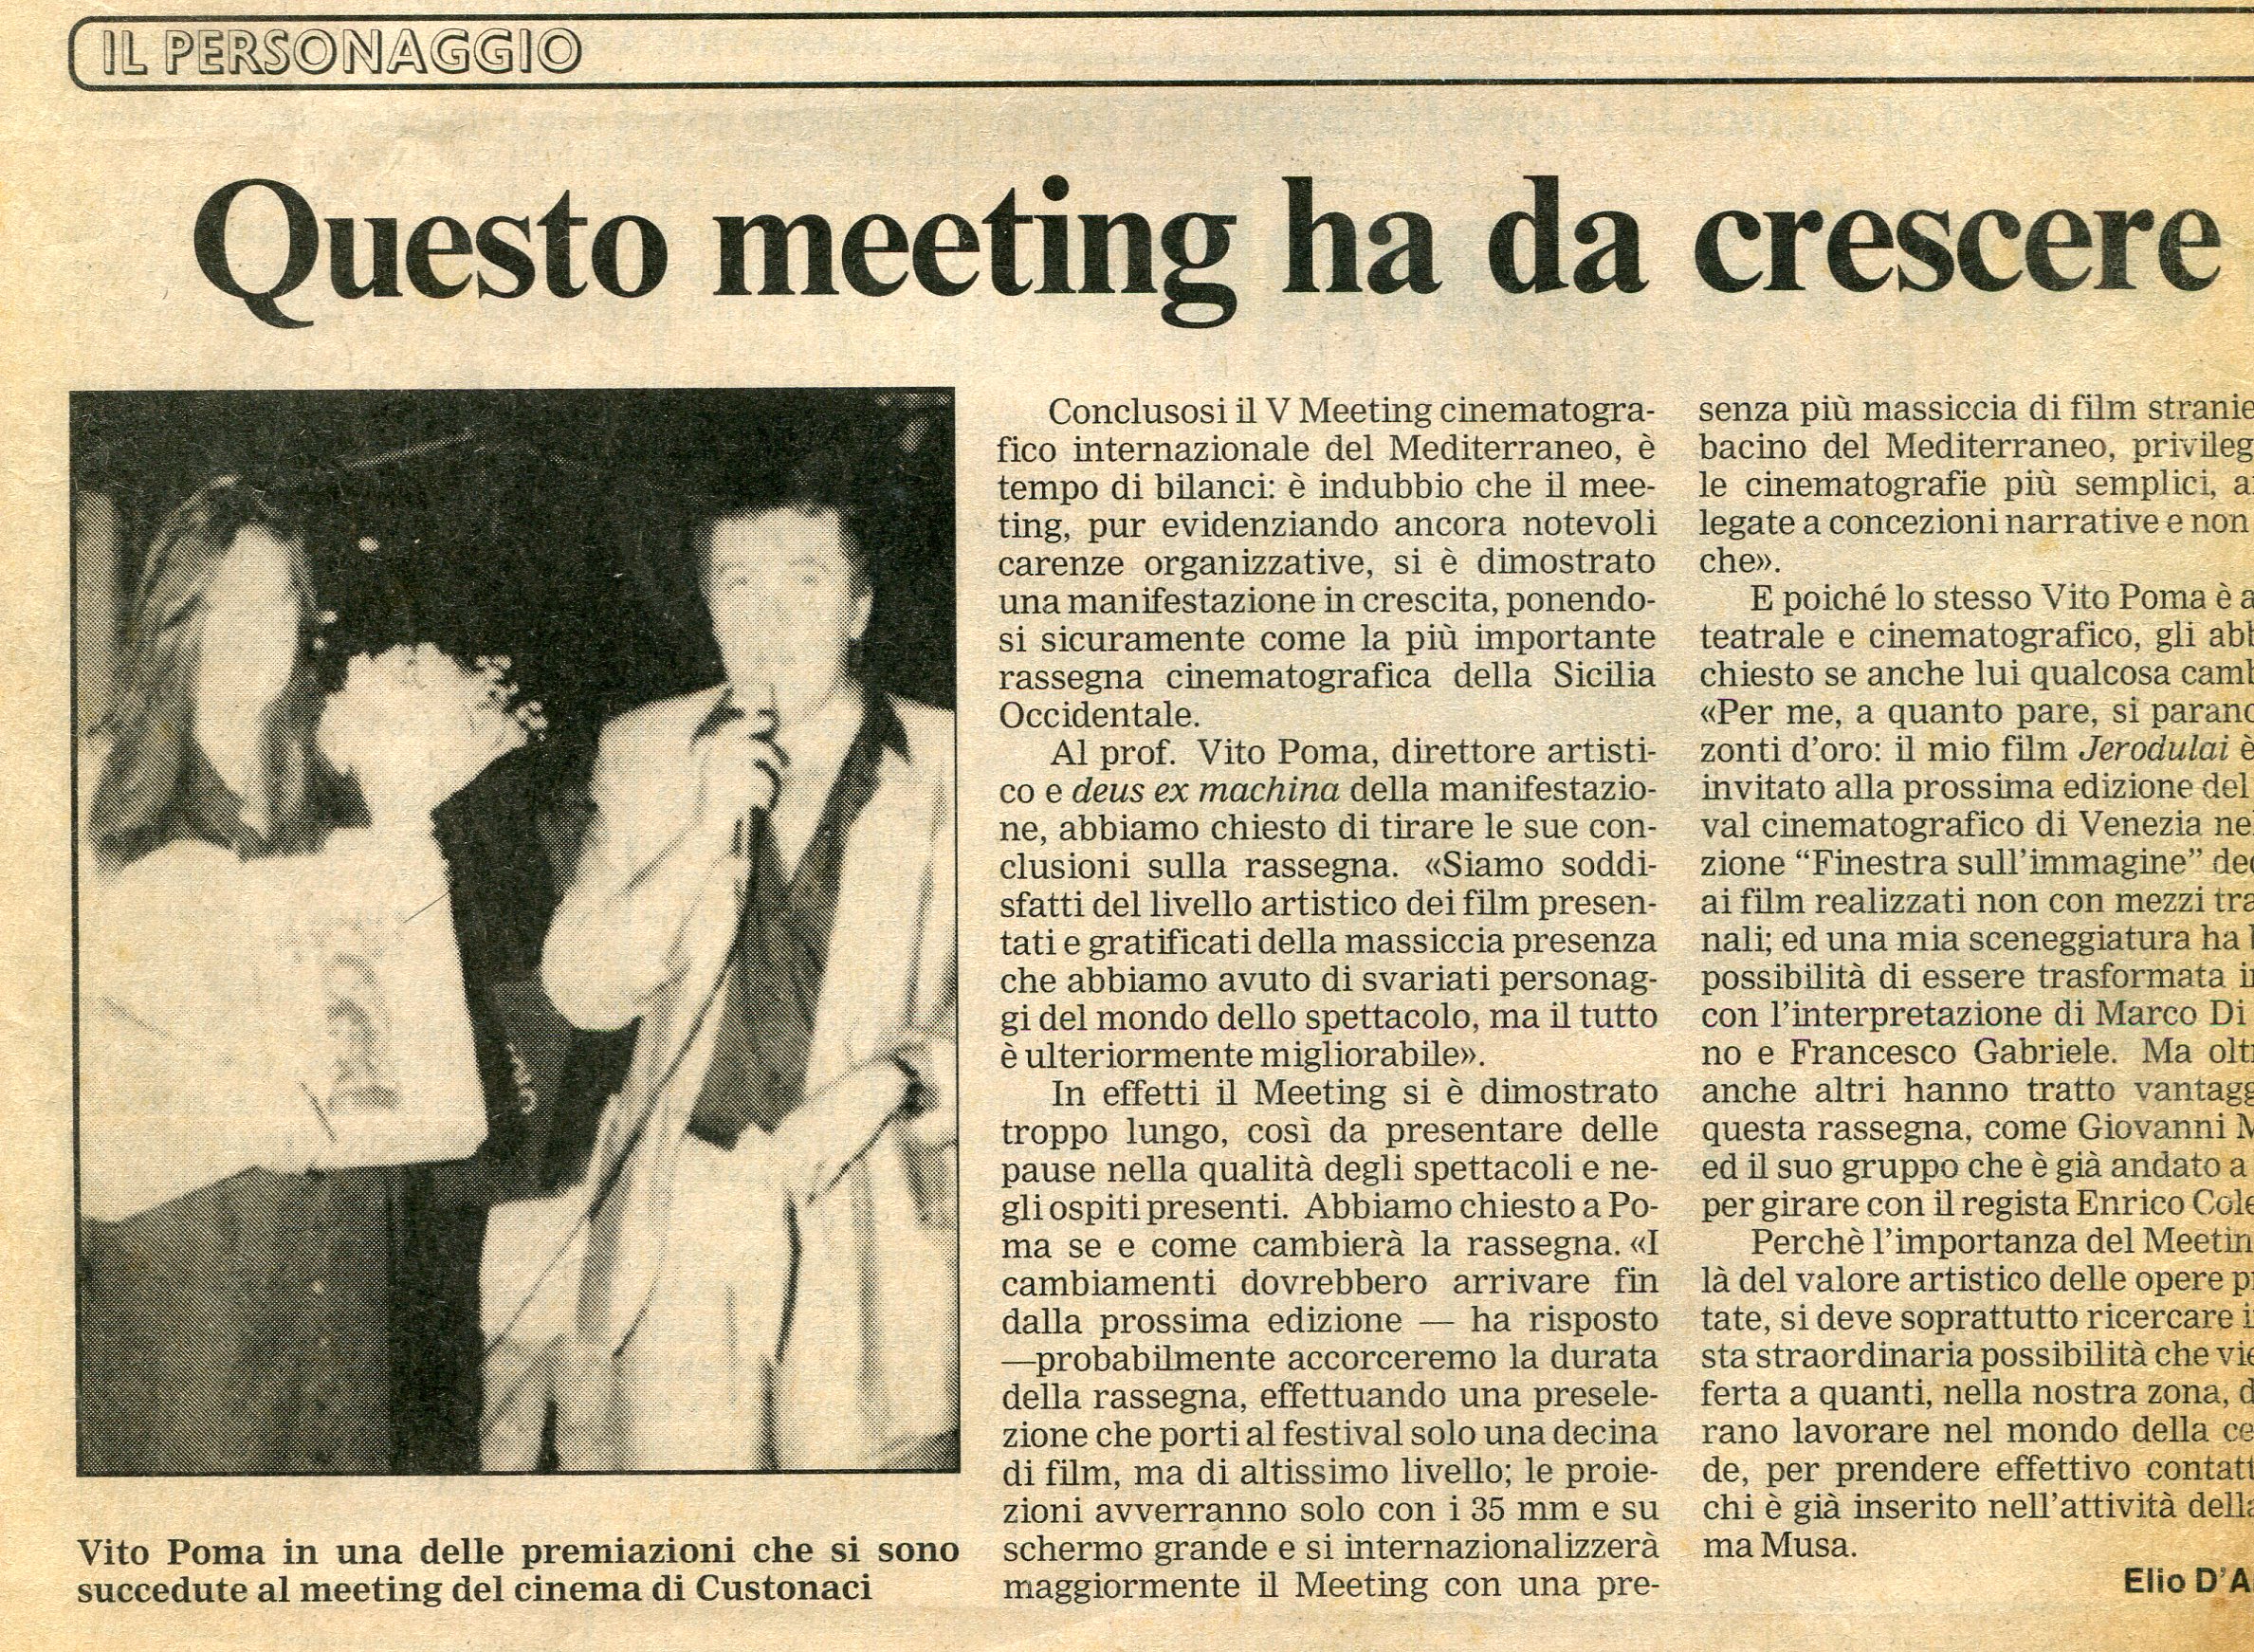 IL PERSONAGGIO
Questo meeting ha da crescere
Vito Poma in una delle premiazioni che si sono
succedute al meeting del cinema di Custonaci
Conclusosi il V Meeting cinematogra-
fico internazionale del Mediterraneo, è
tempo di bilanci: è indubbio che il mee-
ting, pur evidenziando ancora notevoli
carenze organizzative, si è dimostrato
una manifestazione in crescita, ponendo-
si sicuramente come la più importante
rassegna cinematografica della Sicilia
Occidentale.
Al prof. Vito Poma, direttore artisti-
co e deus ex machina della manifestazio-
ne, abbiamo chiesto di tirare le sue con-
clusioni sulla rassegna. «Siamo soddi-
sfatti del livello artistico dei film presen-
tati e gratificati della massiccia presenza
che abbiamo avuto di svariati personag-
gi del mondo dello spettacolo, ma il tutto
è ulteriormente migliorabile».
In effetti il Meeting si è dimostrato
troppo lungo, così da presentare delle
pause nella qualità degli spettacoli e ne-
gli ospiti presenti. Abbiamo chiesto a Po-
ma se e come cambierà la rassegna. «I
cambiamenti dovrebbero arrivare fin
dalla prossima edizione — ha risposto
—probabilmente accorceremo la durata
della rassegna, effettuando una presele-
zione che porti al festival solo una decina
di film, ma di altissimo livello; le proie-
zioni avverranno solo con i 35 mm e su
schermo grande e si internazionalizzerà
maggiormente il Meeting con una pre-
senza più massiccia di film stranie
bacino del Mediterraneo, privileg
le cinematografie più semplici, a
legate a concezioni narrative e non
che».
E poiché lo stesso Vito Poma è a
teatrale e cinematografico, gli abb
chiesto se anche lui qualcosa camb
«Per me, a quanto pare, si parano
zonti d'oro: il mio film Jerodulai è
invitato alla prossima edizione del
val cinematografico di Venezia ne
zione “Finestra sull'immagine” ded
ai film realizzati non con mezzi tra
nali; ed una mia sceneggiatura ha
possibilità di essere trasformata i
con l'interpretazione di Marco Di
no e Francesco Gabriele. Ma olt
anche altri hanno tratto vantagg
questa rassegna, come Giovanni M
ed il suo gruppo che è già andato a
per girare con il regista Enrico Cole
Perchè l'importanza del Meetin
là del valore artistico delle opere p
tate, si deve soprattutto ricercare i
sta straordinaria possibilità che vie
ferta a quanti, nella nostra zona, d
rano lavorare nel mondo della ce
de, per prendere effettivo contatt
chi è già inserito nell'attività della
ma Musa.
Elio D'A